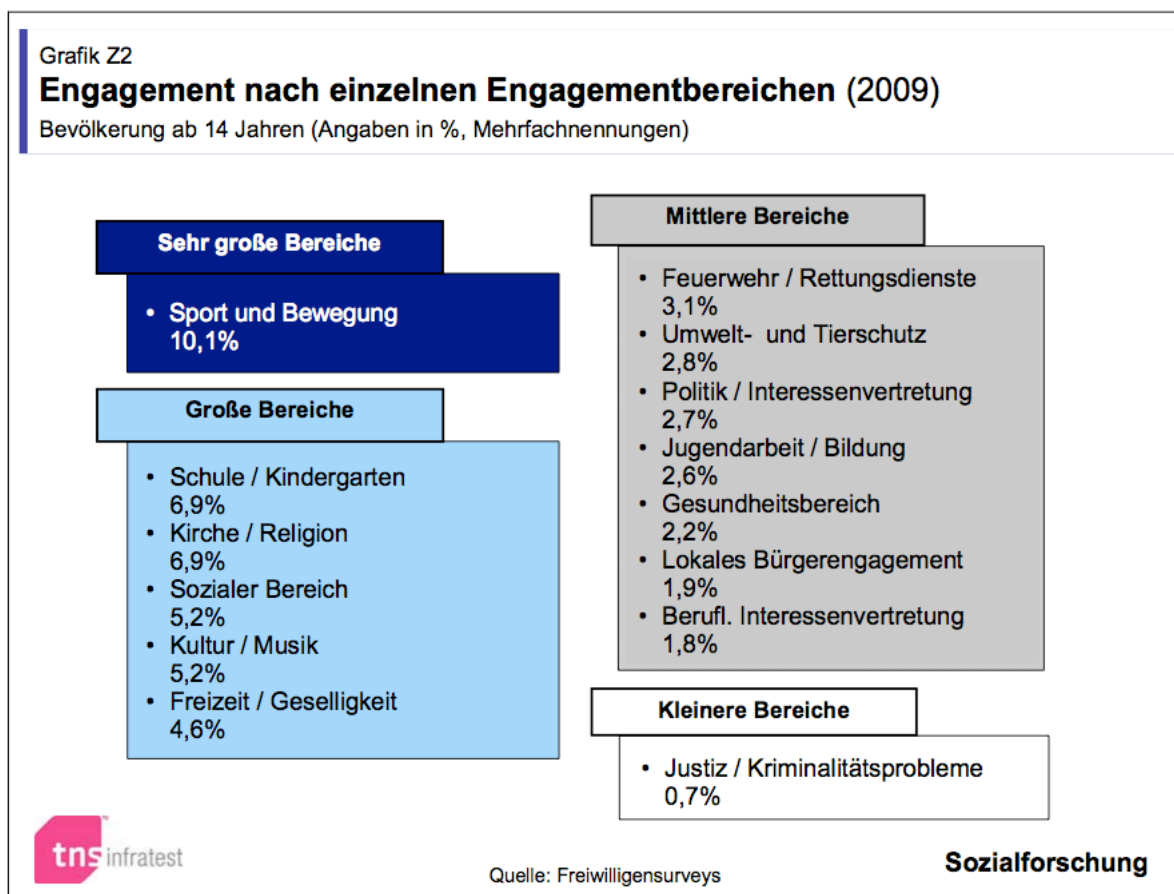 Grafik Z2
Engagement nach einzelnen Engagementbereichen (2009)
Bevölkerung ab 14 Jahren (Angaben in %, Mehrfachnennungen)
Sehr große Bereiche
• Sport und Bewegung
10,1%
Große Bereiche
• Schule / Kindergarten
6,9%
• Kirche / Religion
6,9%
• Sozialer Bereich
5,2%
• Kultur / Musik
5,2%
• Freizeit / Geselligkeit
4,6%
Mittlere Bereiche
• Feuerwehr / Rettungsdienste
3,1%
• Umwelt- und Tierschutz
2,8%
• Politik / Interessenvertretung
2,7%
• Jugendarbeit / Bildung
2,6%
• Gesundheitsbereich
2,2%
• Lokales Bürgerengagement
1,9%
• Berufl. Interessenvertretung
1,8%
Kleinere Bereiche
• Justiz / Kriminalitätsprobleme
0,7%
tns infratest
Quelle: Freiwilligensurveys
Sozialforschung